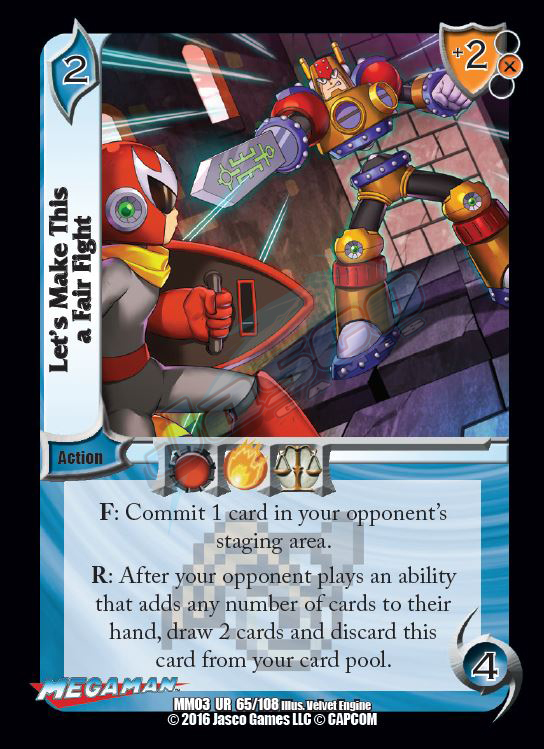 2
+2
Let's Make This
a Fair Fight
Action
F: Commit 1 card in your opponent's
staging area.
R: After your opponent plays an ability
that adds any number of cards to their
hand, draw 2 cards and discard this
card from your card pool.
4
MEGAMAN™
MM03 UR 65/108 Illus. Velvet Engine
© 2016 Jasco Games LLC © CAPCOM